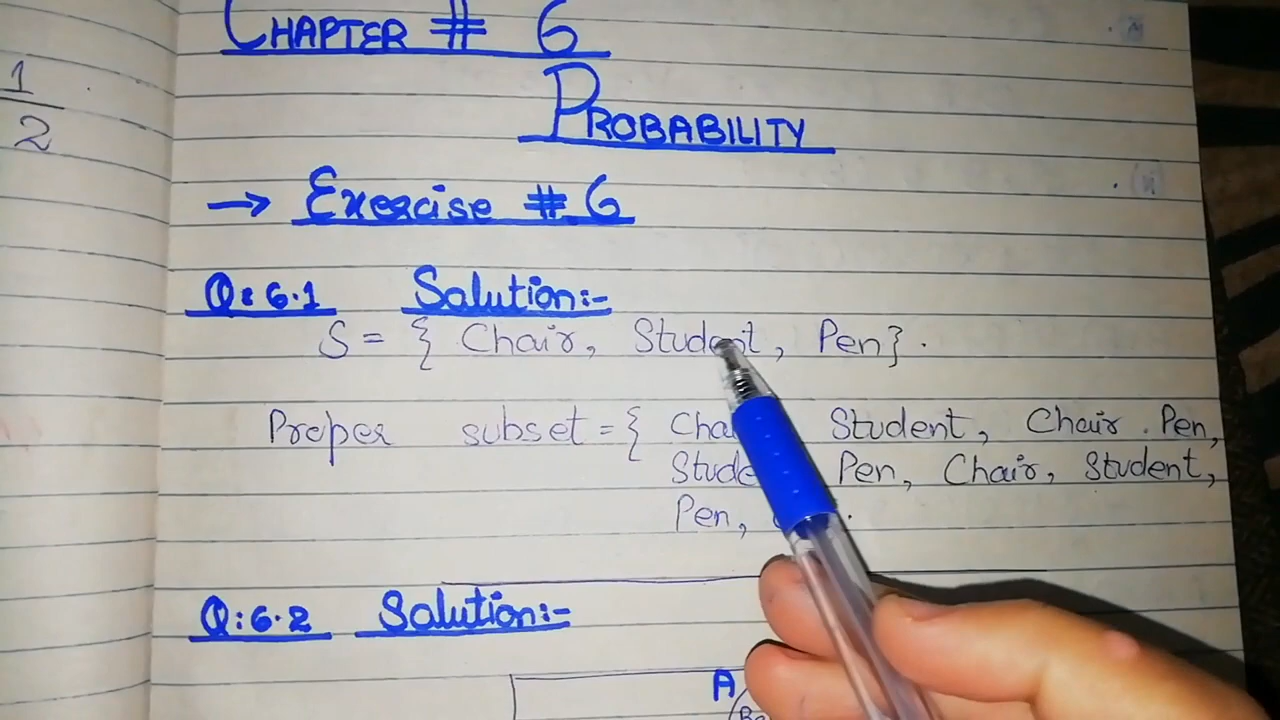 1
2
CHAPTER # 6
PROBABILITY
→ Exercise # 6
Q: 6.1 Solution:-
S = { Chair, Student, Pen}.
Proper subset = { Student, Chair Pen,
Pen, Chair, Student,
Pen,
Q: 6.2 Solution:-
A